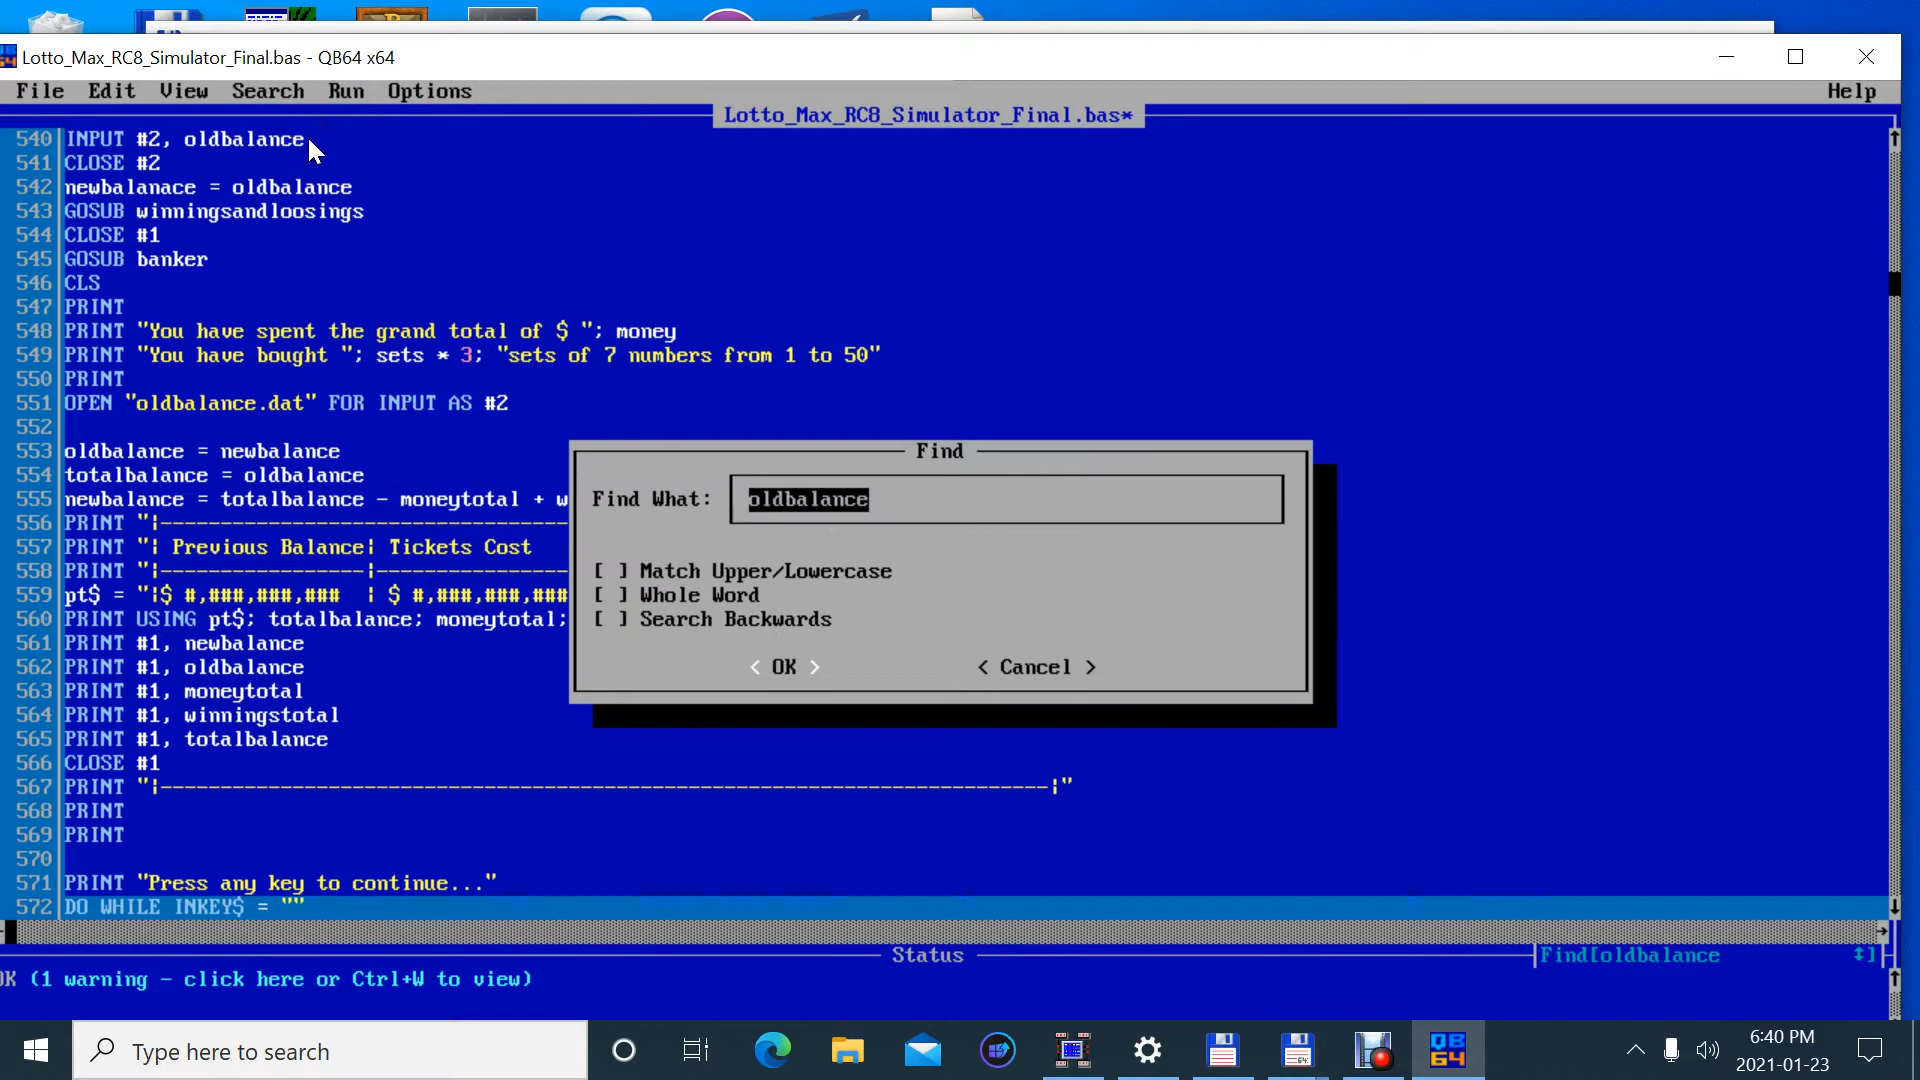 Lotto_Max_RC8_Simulator_Final.bas - QB64 x64
File Edit View Search Run Options Help
Lotto_Max_RC8_Simulator_Final.bas*
540 INPUT #2, oldbalance
541 CLOSE #2
542 newbalanace = oldbalance
543 GOSUB winningsandloosings
544 CLOSE #1
545 GOSUB banker
546 CLS
547 PRINT
548 PRINT "You have spent the grand total of $ "; money
549 PRINT "You have bought "; sets * 3; "sets of 7 numbers from 1 to 50"
550 PRINT
551 OPEN "oldbalance.dat" FOR INPUT AS #2
552
553 oldbalance = newbalance
554 totalbalance = oldbalance
555 newbalance = totalbalance - moneytotal + w
556 PRINT "¦----------------------------------
557 PRINT "¦ Previous Balance¦ Tickets Cost
558 PRINT "¦-----------------¦----------------
559 pt$ = "¦$ #,###,###,###  ¦ $ #,###,###,###
560 PRINT USING pt$; totalbalance; moneytotal;
561 PRINT #1, newbalance
562 PRINT #1, oldbalance
563 PRINT #1, moneytotal
564 PRINT #1, winningstotal
565 PRINT #1, totalbalance
566 CLOSE #1
567 PRINT "¦--------------------------------------------------------------------------¦"
568 PRINT
569 PRINT
570
571 PRINT "Press any key to continue..."
572 DO WHILE INKEY$ = ""
Find
Find What: oldbalance
[ ] Match Upper/Lowercase
[ ] Whole Word
[ ] Search Backwards
< OK > < Cancel >
Status
Find[oldbalance ]
OK (1 warning - click here or Ctrl+W to view)
Type here to search
64
QB
64
6:40 PM
2021-01-23